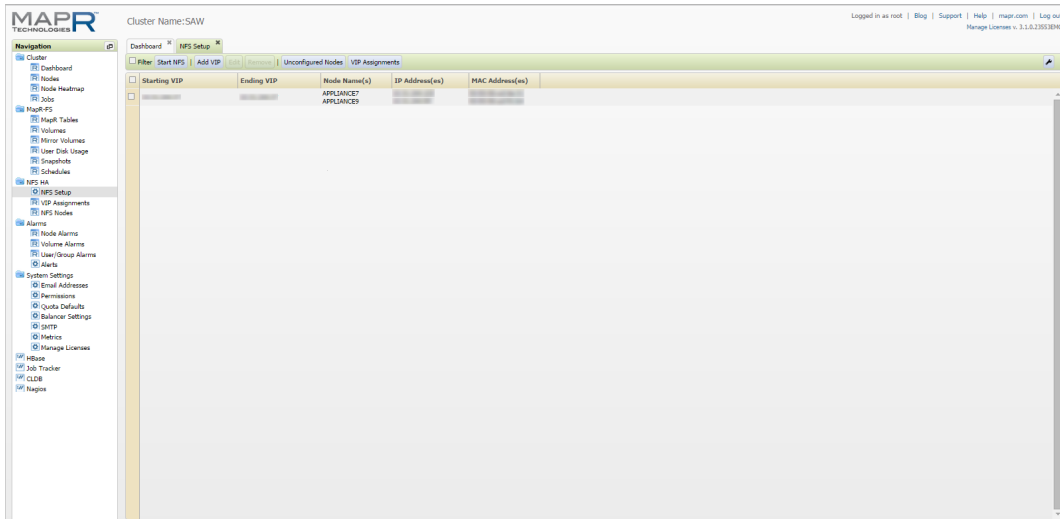 MAPR
TECHNOLOGIES
Cluster Name:SAW
Logged in as root | Blog | Support | Help | mapr.com | Log ou
Manage Licenses v. 3.1.0.23553
Navigation
Dashboard
NFS Setup
Filter Start NFS | Add VIP Edit Remove | Unconfigured Nodes VIP Assignments
Starting VIP Ending VIP Node Name(s) IP Address(es) MAC Address(es)
APPLIANCE7
APPLIANCE9
Cluster
Dashboard
Nodes
Node Heatmap
Jobs
MapR-FS
MapR Tables
Volumes
Mirror Volumes
User Disk Usage
Snapshots
Schedules
NFS HA
NFS Setup
VIP Assignments
NFS Nodes
Alarms
Node Alarms
Volume Alarms
User/Group Alarms
Alerts
System Settings
Email Addresses
Permissions
Quota Defaults
Balancer Settings
SMTP
Metrics
Manage Licenses
HBase
Job Tracker
CLDB
Nagios